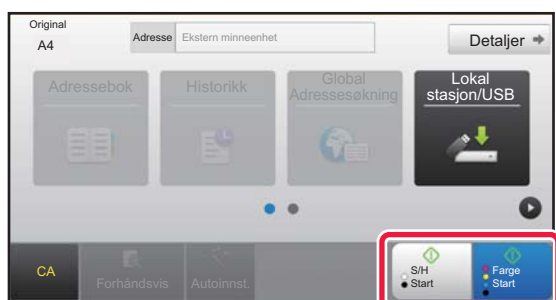 Original
A4
Adresse
Ekstern minneenhet
Detaljer
Adressebok
Historikk
Global
Adressesøkning
Lokal
stasjon/USB
CA
Forhåndsvis
Autoinnst.
S/H
Start
Farge
Start